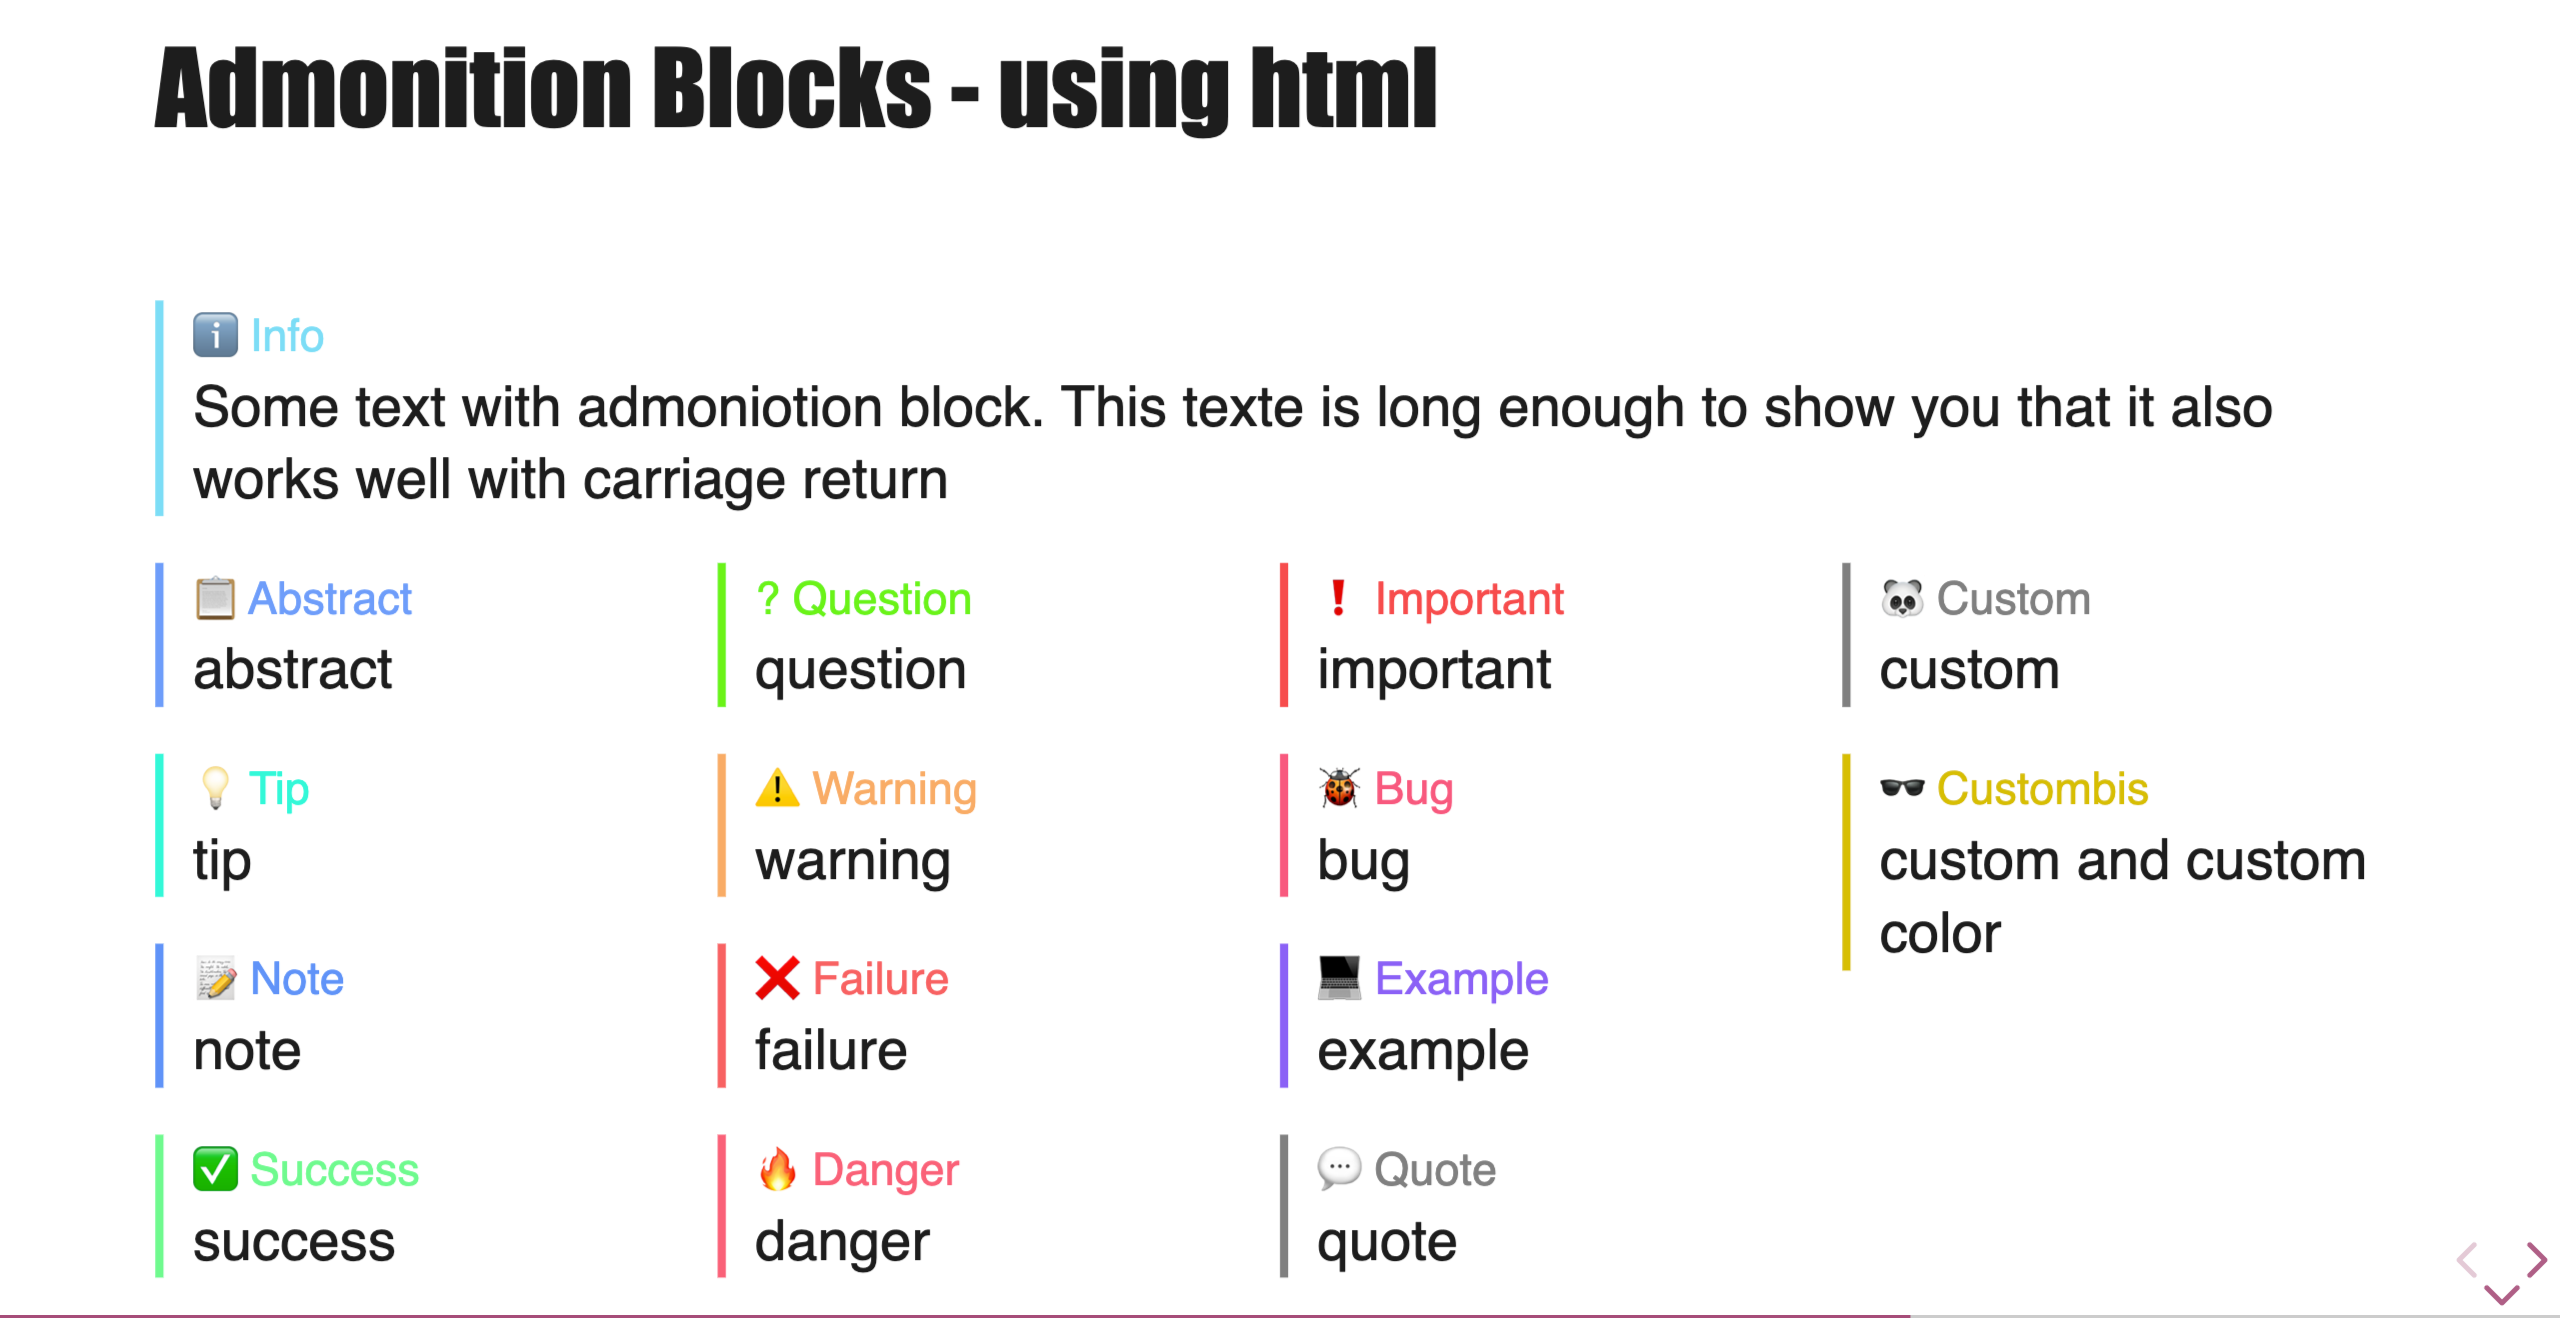 Admonition Blocks - using html
ℹ️ Info
Some text with admoniotion block. This texte is long enough to show you that it also
works well with carriage return
📋 Abstract
abstract
💡 Tip
tip
📝 Note
note
✅ Success
success
? Question
question
⚠️ Warning
warning
❌ Failure
failure
🔥 Danger
danger
❗ Important
important
🐞 Bug
bug
💻 Example
example
💬 Quote
quote
🐼 Custom
custom
🕶️ Custombis
custom and custom
color